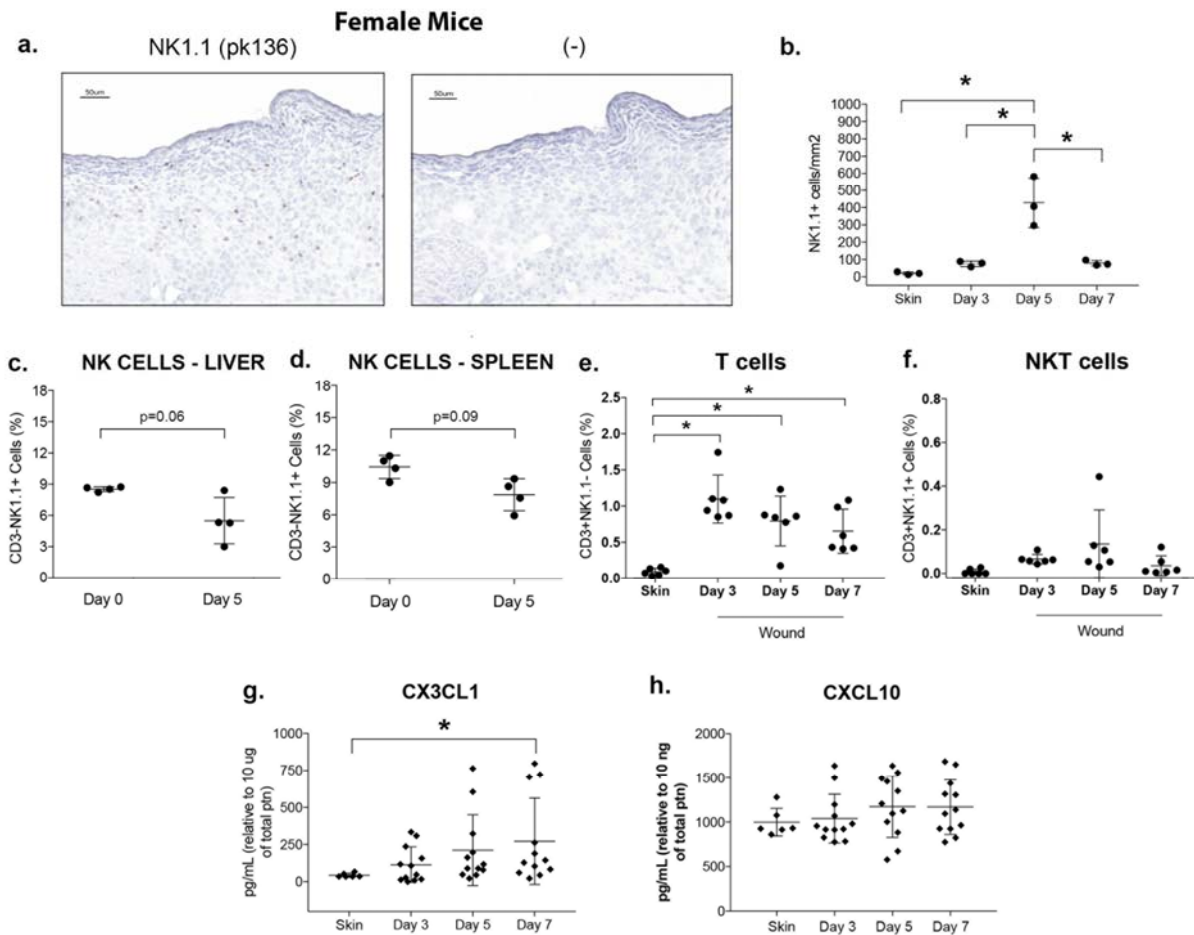 Female Mice
a.
NK1.1 (pk136)
(-)
50um
50um
b.
*
*
*
NK1.1+ cells/mm2
1000
900
800
700
600
500
400
300
200
100
0
Skin
Day 3
Day 5
Day 7
c.
NK CELLS - LIVER
p=0.06
CD3-NK1.1+ Cells (%)
18
15
12
9
6
3
0
Day 0
Day 5
d.
NK CELLS - SPLEEN
p=0.09
CD3-NK1.1+ Cells (%)
18
15
12
9
6
3
0
Day 0
Day 5
e.
T cells
*
*
*
CD3+NK1.1- Cells (%)
2.5
2.0
1.5
1.0
0.5
0.0
Skin
Day 3
Day 5
Day 7
Wound
f.
NKT cells
CD3+NK1.1+ Cells (%)
0.8
0.6
0.4
0.2
0.0
Skin
Day 3
Day 5
Day 7
Wound
g.
CX3CL1
*
pg/mL (relative to 10 ug
of total ptn)
1000
750
500
250
0
Skin
Day 3
Day 5
Day 7
h.
CXCL10
pg/mL (relative to 10 ng
of total ptn)
2000
1500
1000
500
0
Skin
Day 3
Day 5
Day 7